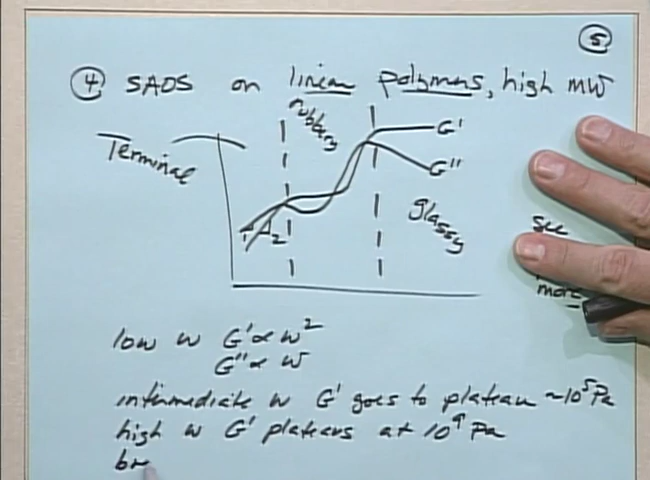 5
④ SAOS on linear polymers, high MW
rubbery
Terminal
G'
G"
glassy
1 2
see
more
low ω G' ∝ ω²
G" ∝ ω
intermediate ω G' goes to plateau ~10⁵ Pa
high ω G' plateaus at 10⁹ Pa